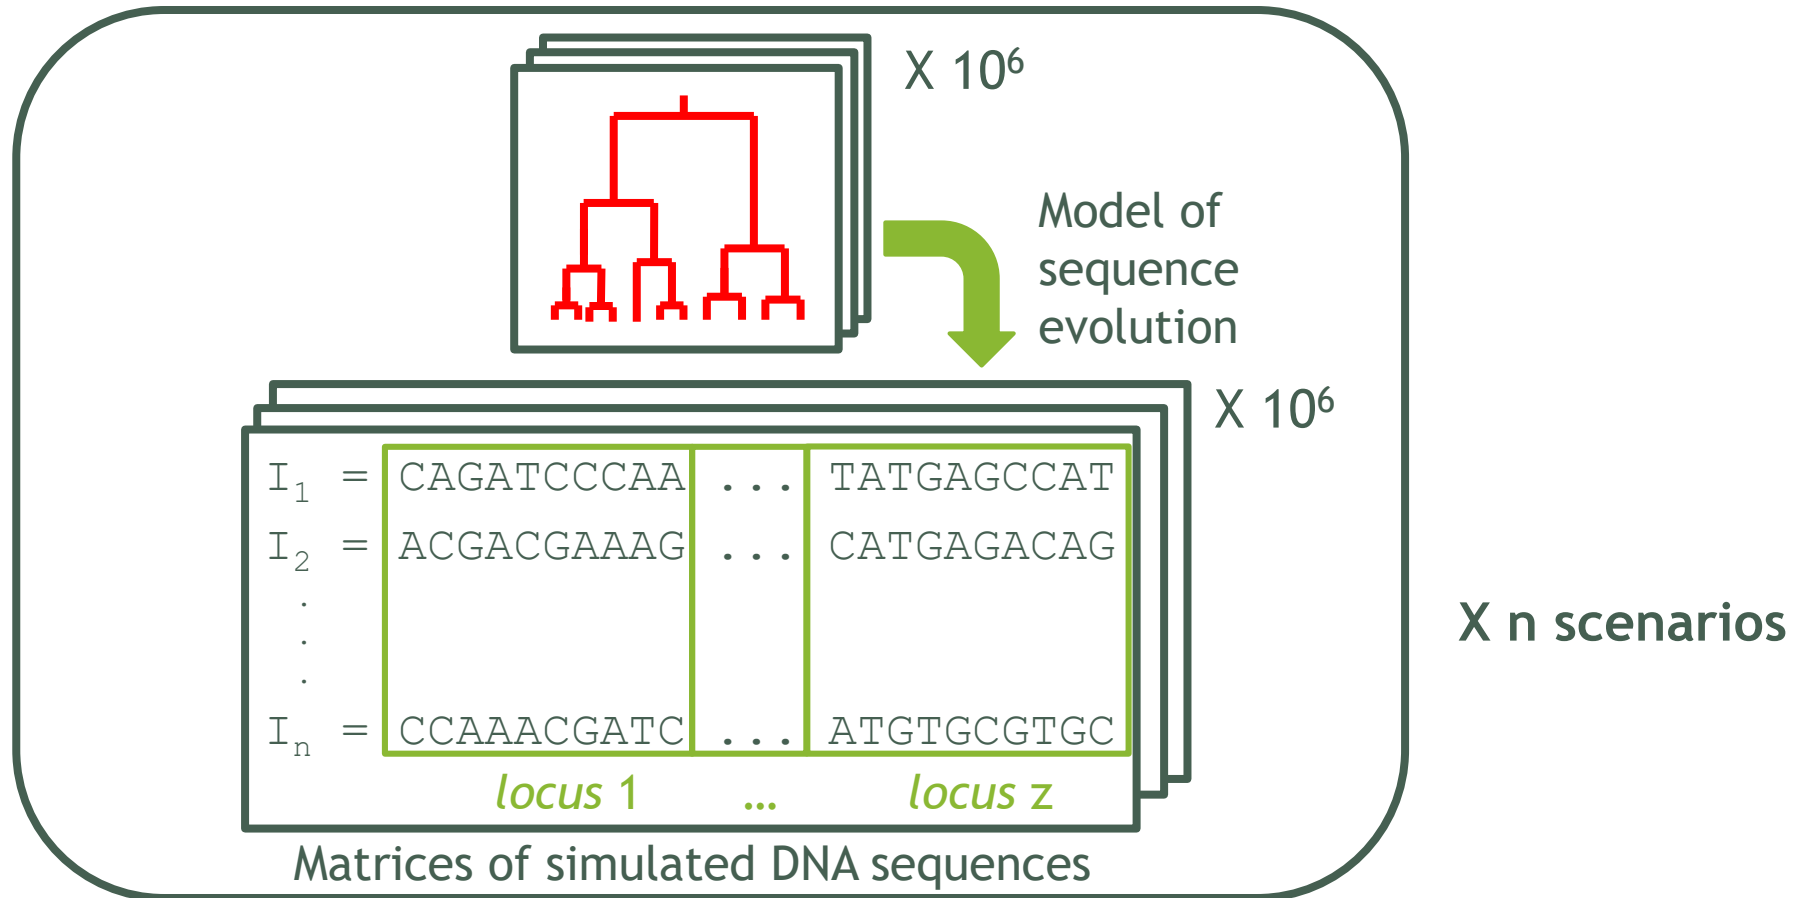 X 10⁶
Model of
sequence
evolution
X 10⁶
I₁ = CAGATCCCAA ... TATGAGCCAT
I₂ = ACGACGAAAG ... CATGAGACAG
.
.
.
Iₙ = CCAAACGATC ... ATGTGCGTGC
locus 1 ... locus z
Matrices of simulated DNA sequences
X n scenarios